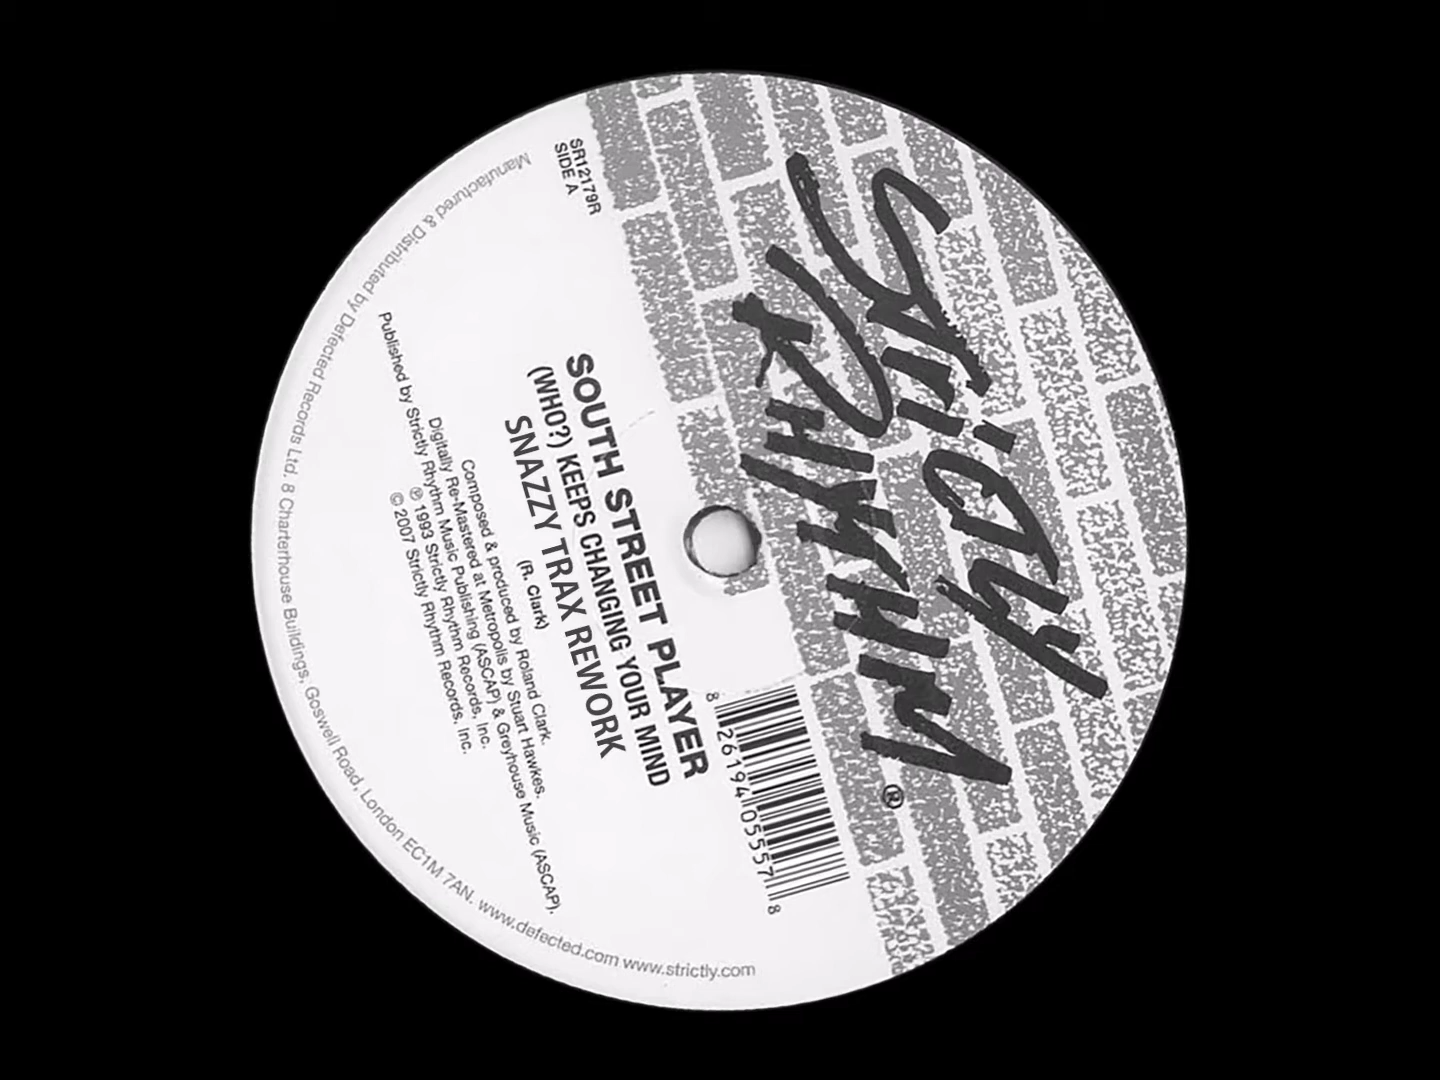 Strictly
Rhythm
®
SR12179R
SIDE A
8 26194 05557 8
SOUTH STREET PLAYER
(WHO?) KEEPS CHANGING YOUR MIND
SNAZZY TRAX REWORK
(R. Clark)
Composed & produced by Roland Clark.
Digitally Re-Mastered at Metropolis by Stuart Hawkes.
Published by Strictly Rhythm Music Publishing (ASCAP) & Greyhouse Music (ASCAP).
℗ 1993 Strictly Rhythm Records, Inc.
© 2007 Strictly Rhythm Records, Inc.
Manufactured & Distributed by Defected Records Ltd. 8 Charterhouse Buildings, Goswell Road, London EC1M 7AN. www.defected.com www.strictly.com